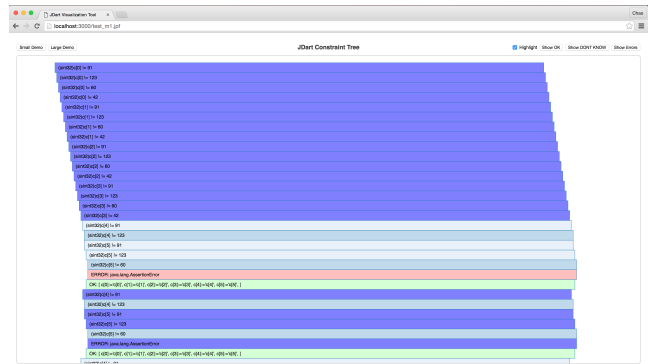 JDart Visualization Tool
Chao
localhost:3000/test_m1.jpf
Small Demo Large Demo JDart Constraint Tree Highlight Show OK Show DONT KNOW Show Errors
(sint32)c[0] != 91
(sint32)c[0] != 123
(sint32)c[0] != 60
(sint32)c[0] != 42
(sint32)c[1] != 91
(sint32)c[1] != 123
(sint32)c[1] != 60
(sint32)c[1] != 42
(sint32)c[2] != 91
(sint32)c[2] != 123
(sint32)c[2] != 60
(sint32)c[2] != 42
(sint32)c[3] != 91
(sint32)c[3] != 123
(sint32)c[3] != 60
(sint32)c[3] != 42
(sint32)c[4] != 91
(sint32)c[4] != 123
(sint32)c[5] != 91
(sint32)c[5] != 123
(sint32)c[5] != 60
ERROR: java.lang.AssertionError
(sint32)c[4] != 91
(sint32)c[4] != 123
(sint32)c[5] != 91
(sint32)c[5] != 123
(sint32)c[5] != 60
ERROR: java.lang.AssertionError